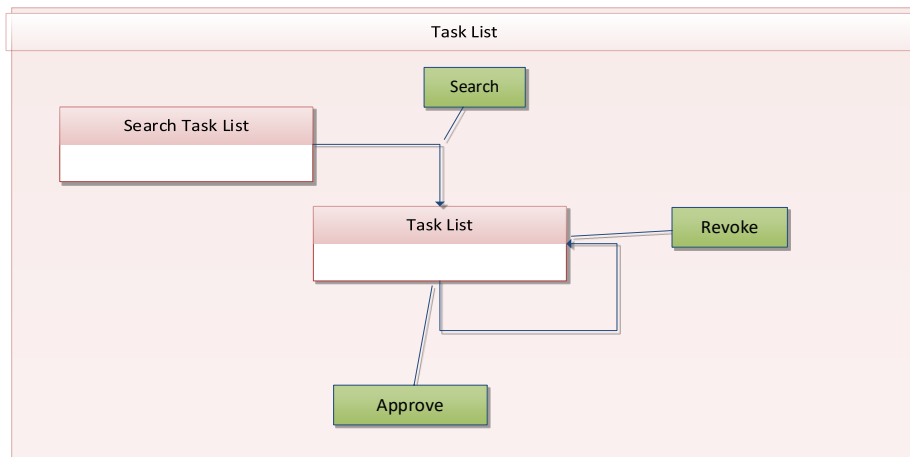 Task List
Search
Search Task List
Task List
Revoke
Approve